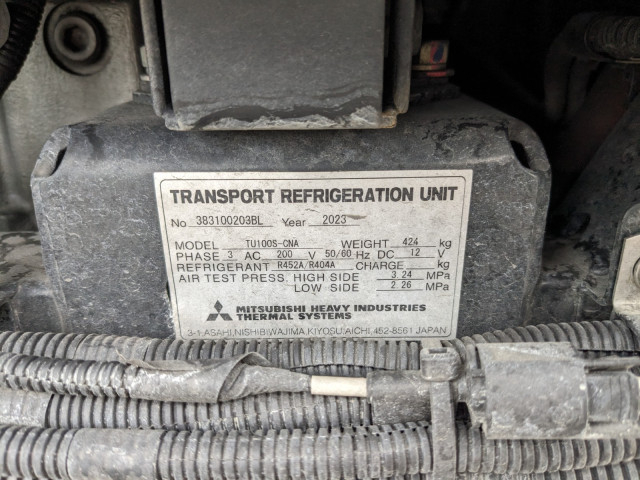 TRANSPORT REFRIGERATION UNIT
No 383100203BL Year 2023
MODEL TU100S-CNA WEIGHT 424 kg
PHASE 3 AC 200 V 50/60 Hz DC 12 V
REFRIGERANT R452A/R404A CHARGE kg
AIR TEST PRESS. HIGH SIDE 3.24 MPa
LOW SIDE 2.26 MPa
MITSUBISHI HEAVY INDUSTRIES
THERMAL SYSTEMS
3-1,ASAHI,NISHIBIWAJIMA,KIYOSU,AICHI,452-8561 JAPAN